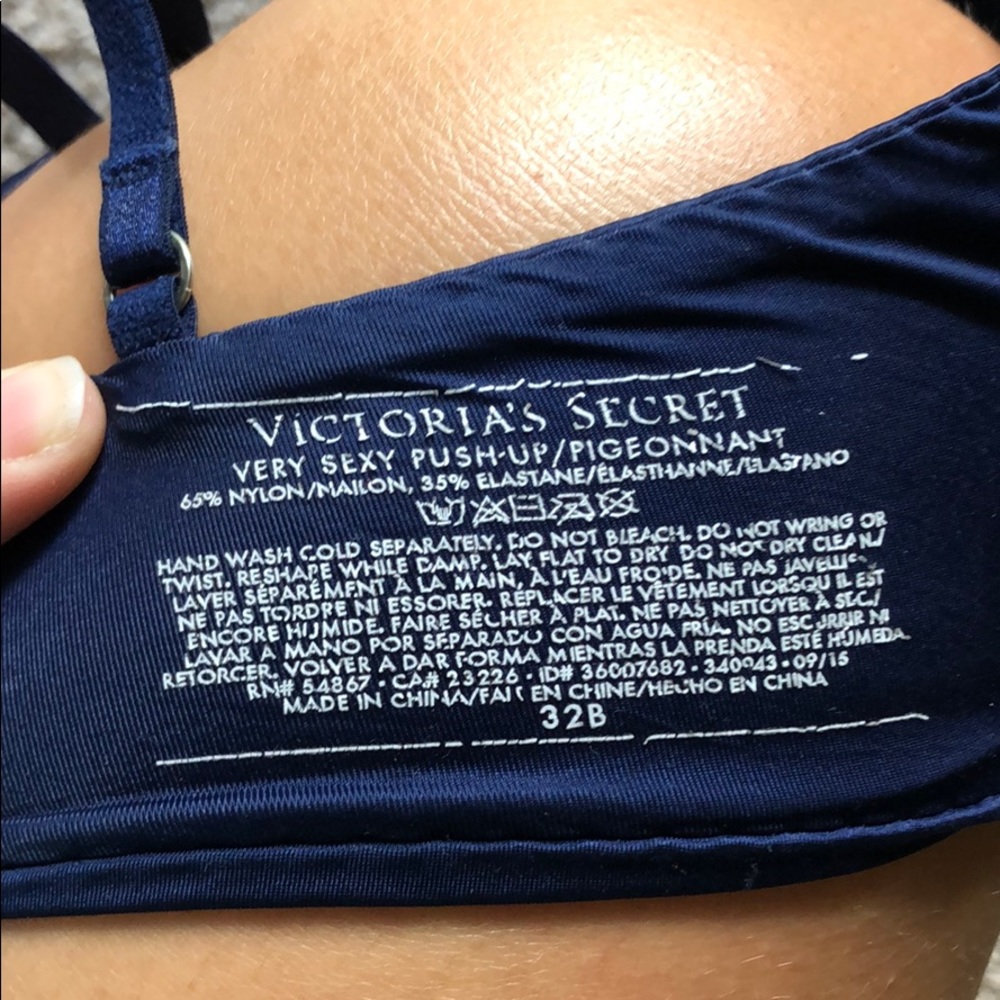 VICTORIA'S SECRET
VERY SEXY PUSH-UP/PIGEONNANT
65% NYLON/NAILON, 35% ELASTANE/ÉLASTHANNE/ELASTANO
HAND WASH COLD SEPARATELY. DO NOT BLEACH. DO NOT WRING OR
TWIST. RESHAPE WHILE DAMP. LAY FLAT TO DRY. DO NOT DRY CLEAN/
LAVER SÉPARÉMENT À LA MAIN, À L'EAU FROIDE. NE PAS JAVELLIS
NE PAS TORDRE NI ESSORER. REPLACER LE VÊTEMENT LORSQU IL EST
ENCORE HUMIDE. FAIRE SÉCHER À PLAT. NE PAS NETTOYER À SEC./
LAVAR A MANO POR SEPARADO CON AGUA FRIA. NO ESCURRIR NI
RETORCER. VOLVER A DAR FORMA MIENTRAS LA PRENDA ESTÉ HÚMEDA.
RN# 54867 • CA# 23226 • ID# 36007682 • 340043 • 09/15
MADE IN CHINA/FAIT EN CHINE/HECHO EN CHINA
32B